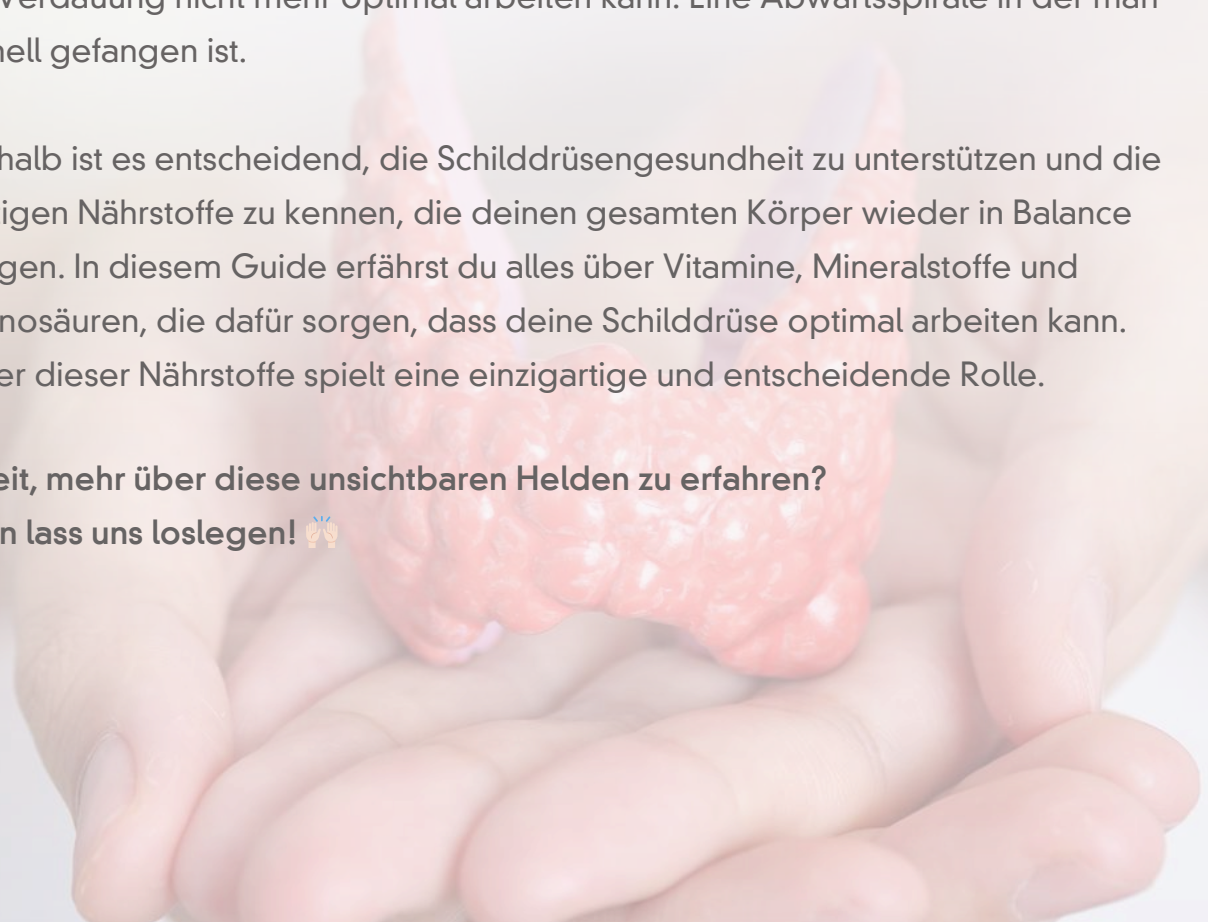 Verdauung nicht mehr optimal arbeiten kann. Eine Abwärtsspirale in der man
nell gefangen ist.
halb ist es entscheidend, die Schilddrüsengesundheit zu unterstützen und die
igen Nährstoffe zu kennen, die deinen gesamten Körper wieder in Balance
gen. In diesem Guide erfährst du alles über Vitamine, Mineralstoffe und
nosäuren, die dafür sorgen, dass deine Schilddrüse optimal arbeiten kann.
er dieser Nährstoffe spielt eine einzigartige und entscheidende Rolle.
eit, mehr über diese unsichtbaren Helden zu erfahren?
n lass uns loslegen! 🙌🏻